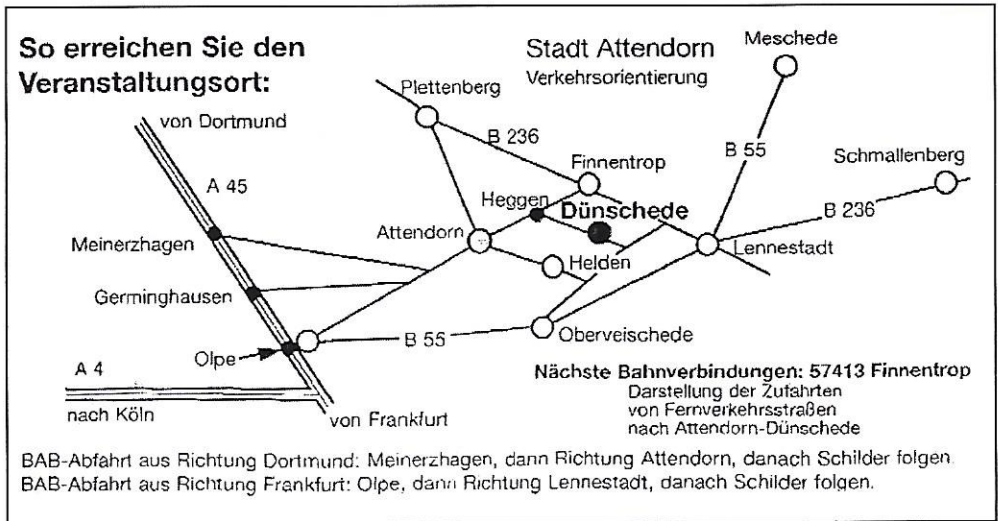 So erreichen Sie den
Veranstaltungsort:
Stadt Attendorn
Verkehrsorientierung
Meschede
Plettenberg
von Dortmund
B 236
B 55
Finnentrop
Schmallenberg
A 45
Heggen
Dünschede
B 236
Attendorn
Meinerzhagen
Lennestadt
Helden
Germinghausen
Oberveischede
B 55
Olpe
A 4
nach Köln
von Frankfurt
Nächste Bahnverbindungen: 57413 Finnentrop
Darstellung der Zufahrten
von Fernverkehrsstraßen
nach Attendorn-Dünschede
BAB-Abfahrt aus Richtung Dortmund: Meinerzhagen, dann Richtung Attendorn, danach Schilder folgen.
BAB-Abfahrt aus Richtung Frankfurt: Olpe, dann Richtung Lennestadt, danach Schilder folgen.